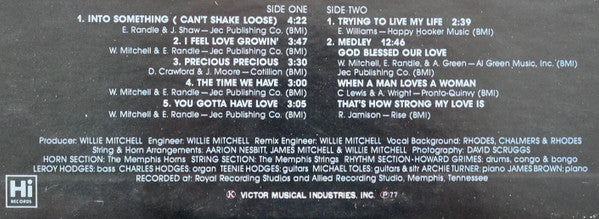 SIDE ONE
1. INTO SOMETHING ( CAN'T SHAKE LOOSE) 4:22
E. Randle & J. Shaw – Jec Publishing Co. (BMI)
2. I FEEL LOVE GROWIN' 3:47
W. Mitchell & E. Randle – Jec Publishing Co. (BMI)
3. PRECIOUS PRECIOUS 3:30
D. Crawford & J. Moore – Cotillion (BMI)
4. THE TIME WE HAVE 3:00
W. Mitchell & E. Randle – Jec Publishing Co. (BMI)
5. YOU GOTTA HAVE LOVE 3:05
W. Mitchell & E. Randle – Jec Publishing Co. (BMI)
SIDE TWO
1. TRYING TO LIVE MY LIFE 2:39
E. Williams – Happy Hooker Music (BMI)
2. MEDLEY 12:46
GOD BLESSED OUR LOVE
W. Mitchell, E. Randle, & A. Green – Al Green Music, Inc. (BMI)
Jec Publishing Co. (BMI)
WHEN A MAN LOVES A WOMAN
C Lewis & A. Wright – Pronto-Quinvy (BMI)
THAT'S HOW STRONG MY LOVE IS
R. Jamison – Rise (BMI)
Producer: WILLIE MITCHELL Engineer: WILLIE MITCHELL Remix Engineer: WILLIE MITCHELL Vocal Background: RHODES, CHALMERS & RHODES
String & Horn Arrangements: AARION NESBITT, JAMES MITCHELL & WILLIE MITCHELL Photography: DAVID SCRUGGS
HORN SECTION: The Memphis Horns STRING SECTION: The Memphis Strings RHYTHM SECTION-HOWARD GRIMES: drums, congo & bongo
LEROY HODGES: bass CHARLES HODGES: organ TEENIE HODGES: guitars MICHAEL TOLES: guitars & sitr ARCHIE TURNER: piano JAMES BROWN: piano
RECORDED at: Royal Recording Studios and Allied Recording Studio, Memphis, Tennessee
Hi
RECORDS
Ⓚ VICTOR MUSICAL INDUSTRIES, INC. Ⓟ 77